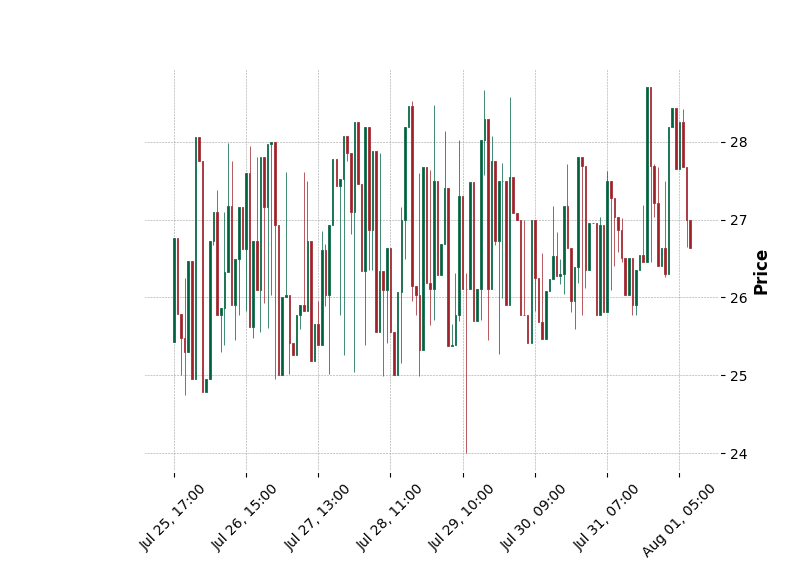 28
27
26
25
24
Price
Jul 25, 17:00
Jul 26, 15:00
Jul 27, 13:00
Jul 28, 11:00
Jul 29, 10:00
Jul 30, 09:00
Jul 31, 07:00
Aug 01, 05:00